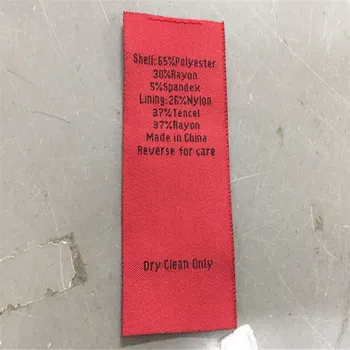 Shell:65%Polyester
30%Rayon
5%Spandex
Lining:26%Nylon
37%Tencel
37%Rayon
Made in China
Reverse for care
Dry Clean Only